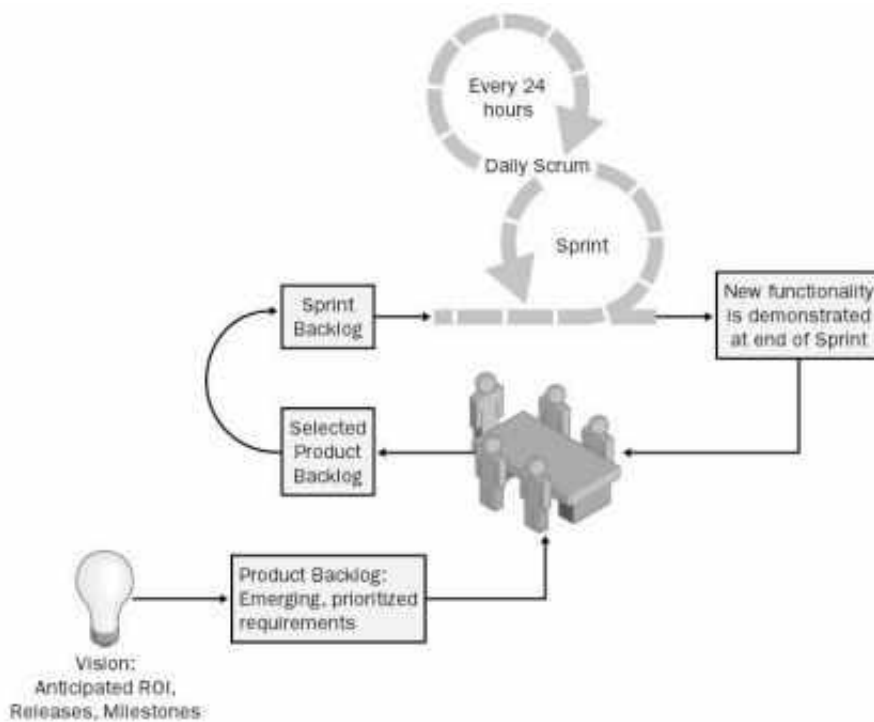 Every 24
hours
Daily Scrum
Sprint
Sprint
Backlog
New functionality
is demonstrated
at end of Sprint
Selected
Product
Backlog
Product Backlog:
Emerging, prioritized
requirements
Vision:
Anticipated ROI,
Releases, Milestones